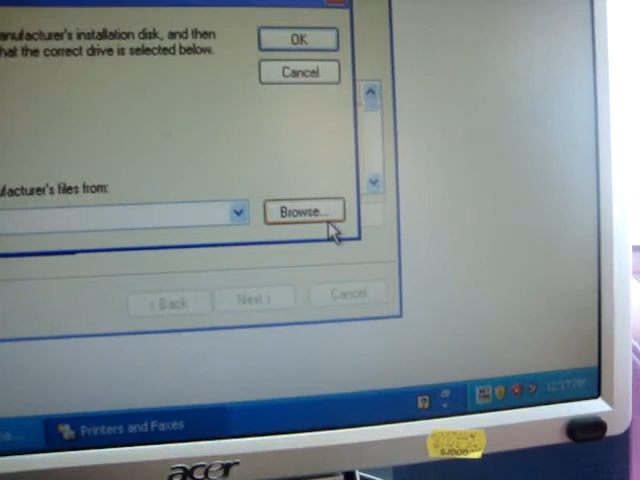 anufacturer's installation disk, and then
hat the correct drive is selected below.
OK
Cancel
ufacturer's files from:
Browse...
< Back
Next >
Cancel
Printers and Faxes
acer